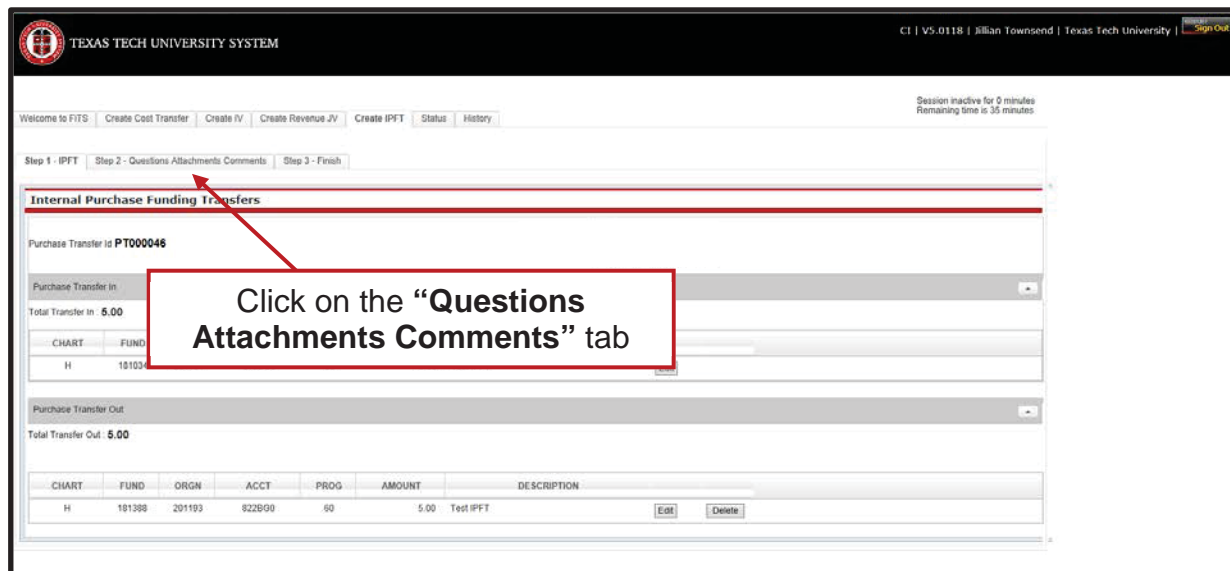 TEXAS TECH UNIVERSITY SYSTEM
CI | V5.0118 | Jillian Townsend | Texas Tech University |
Sign Out
Session inactive for 0 minutes
Remaining time is 35 minutes
Welcome to FiTS Create Cost Transfer Create IV Create Revenue JV Create IPFT Status History
Step 1 - IPFT Step 2 - Questions Attachments Comments Step 3 - Finish
Internal Purchase Funding Transfers
Purchase Transfer Id PT000046
Purchase Transfer In
Click on the “Questions
Attachments Comments” tab
Total Transfer In : 5.00
CHART FUND
H 181034
Purchase Transfer Out
Total Transfer Out : 5.00
CHART FUND ORGN ACCT PROG AMOUNT DESCRIPTION
H 181388 201193 822BG0 60 5.00 Test IPFT Edit Delete